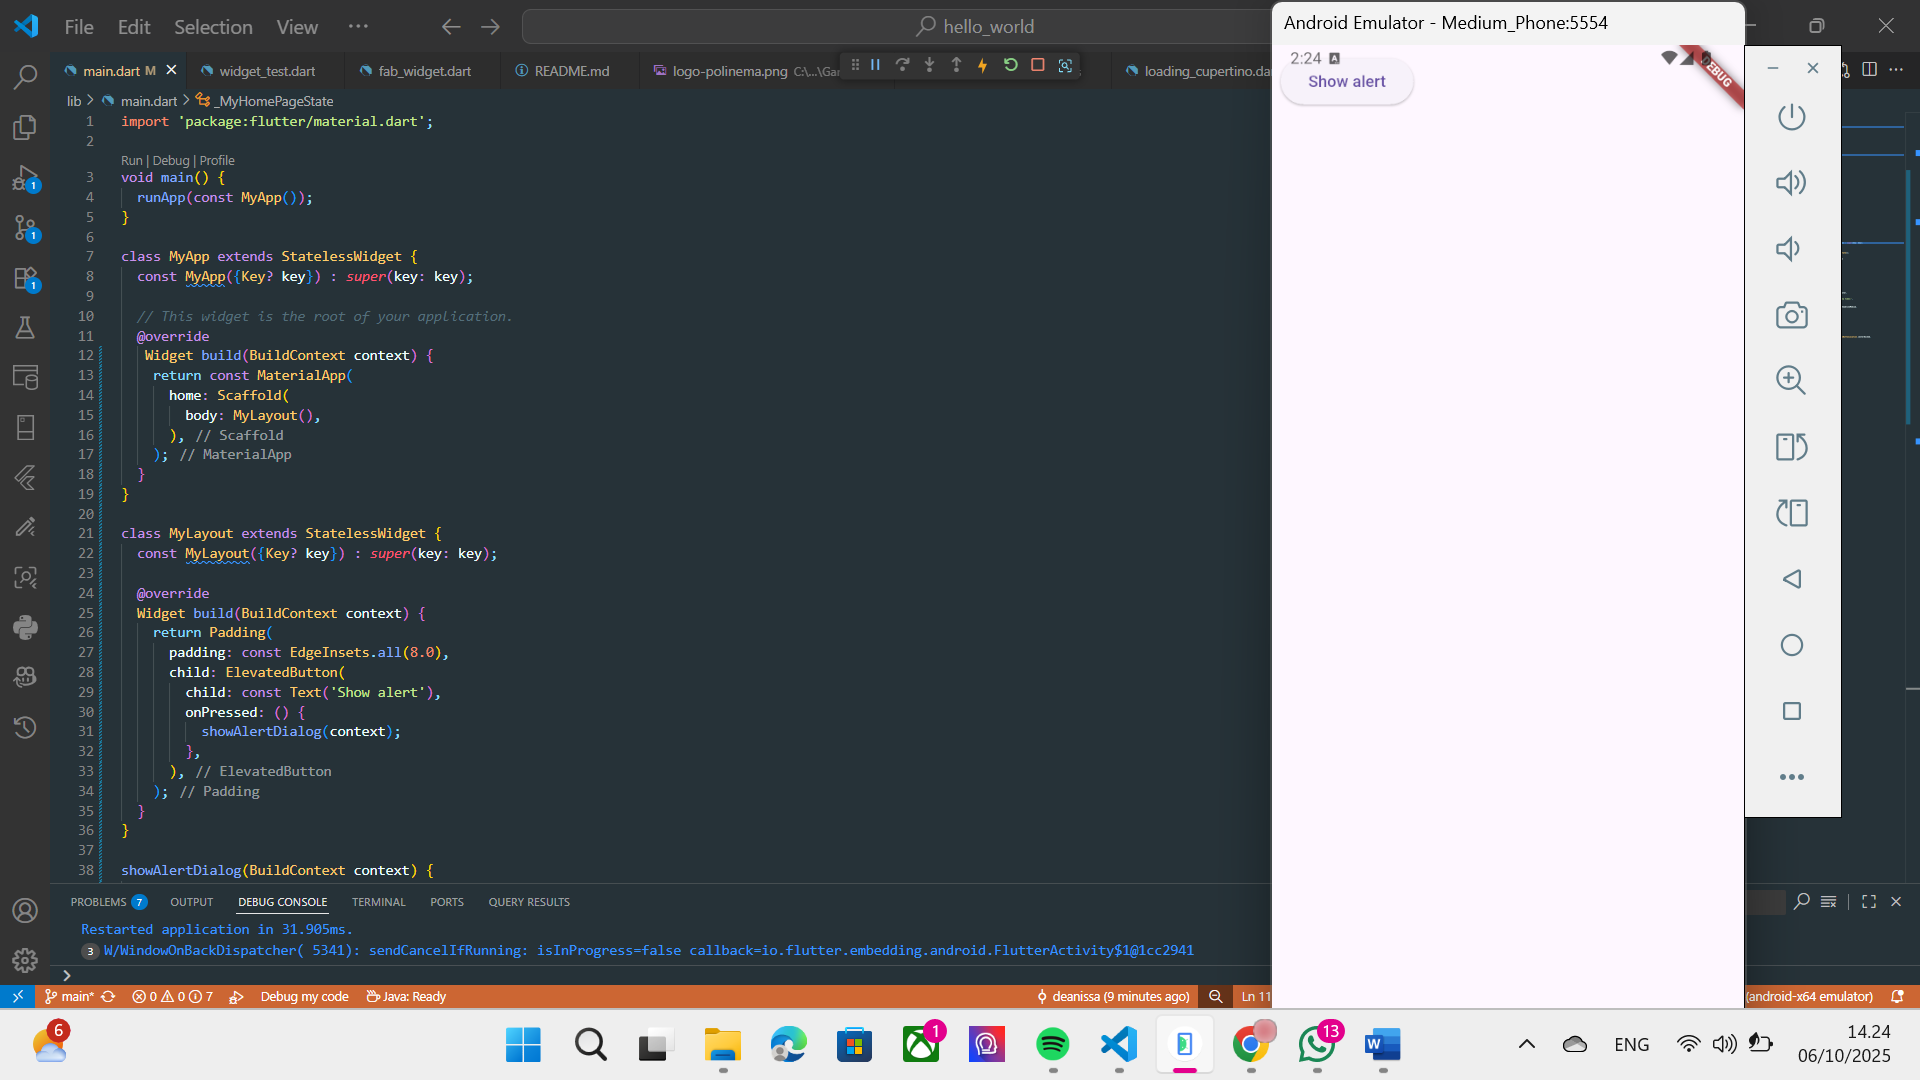 File Edit Selection View ··· hello_world
Android Emulator - Medium_Phone:5554
main.dart M widget_test.dart fab_widget.dart README.md logo-polinema.png C:\...\Ga loading_cupertino.da
lib > main.dart > _MyHomePageState
1 import 'package:flutter/material.dart';
2
Run | Debug | Profile
3 void main() {
4 runApp(const MyApp());
5 }
6
7 class MyApp extends StatelessWidget {
8 const MyApp({Key? key}) : super(key: key);
9
10 // This widget is the root of your application.
11 @override
12 Widget build(BuildContext context) {
13 return const MaterialApp(
14 home: Scaffold(
15 body: MyLayout(),
16 ), // Scaffold
17 ); // MaterialApp
18 }
19 }
20
21 class MyLayout extends StatelessWidget {
22 const MyLayout({Key? key}) : super(key: key);
23
24 @override
25 Widget build(BuildContext context) {
26 return Padding(
27 padding: const EdgeInsets.all(8.0),
28 child: ElevatedButton(
29 child: const Text('Show alert'),
30 onPressed: () {
31 showAlertDialog(context);
32 },
33 ), // ElevatedButton
34 ); // Padding
35 }
36 }
37
38 showAlertDialog(BuildContext context) {
2:24 A
DEBUG
Show alert
1
1
1
PROBLEMS 7 OUTPUT DEBUG CONSOLE TERMINAL PORTS QUERY RESULTS
Restarted application in 31.905ms.
3 W/WindowOnBackDispatcher( 5341): sendCancelIfRunning: isInProgress=false callback=io.flutter.embedding.android.FlutterActivity$1@1cc2941
>
main* 0 0 7 Debug my code Java: Ready deanissa (9 minutes ago) Ln 11 (android-x64 emulator)
6 1 13 W ENG 14.24
06/10/2025